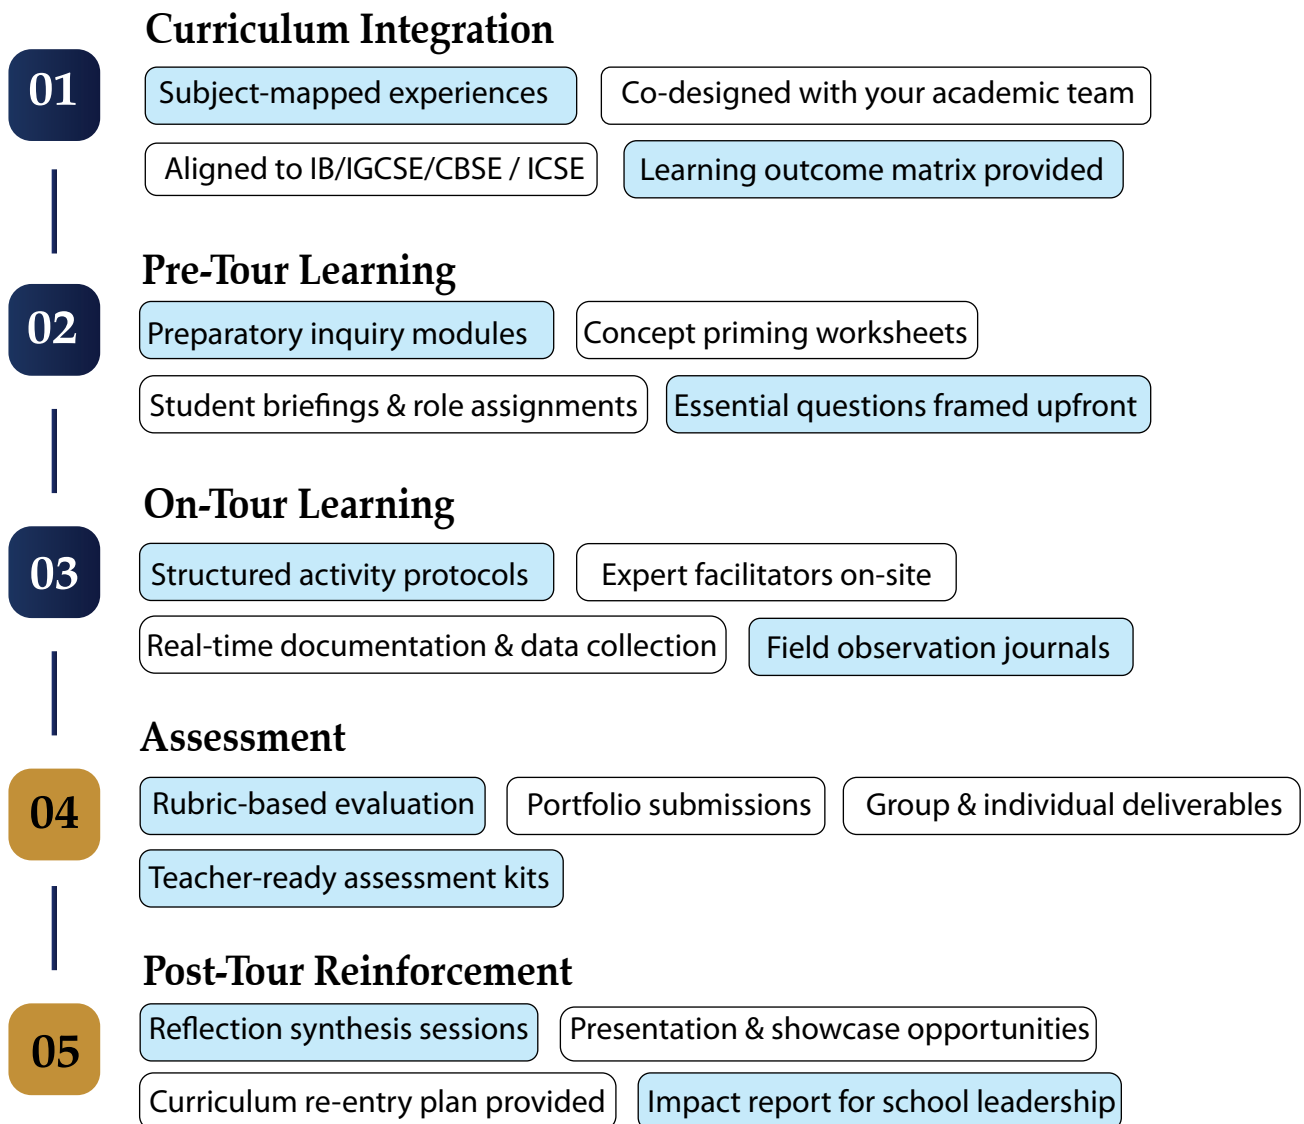 Curriculum Integration
01
Subject-mapped experiences
Co-designed with your academic team
Aligned to IB/IGCSE/CBSE / ICSE
Learning outcome matrix provided
Pre-Tour Learning
02
Preparatory inquiry modules
Concept priming worksheets
Student briefings & role assignments
Essential questions framed upfront
On-Tour Learning
03
Structured activity protocols
Expert facilitators on-site
Real-time documentation & data collection
Field observation journals
Assessment
04
Rubric-based evaluation
Portfolio submissions
Group & individual deliverables
Teacher-ready assessment kits
Post-Tour Reinforcement
05
Reflection synthesis sessions
Presentation & showcase opportunities
Curriculum re-entry plan provided
Impact report for school leadership